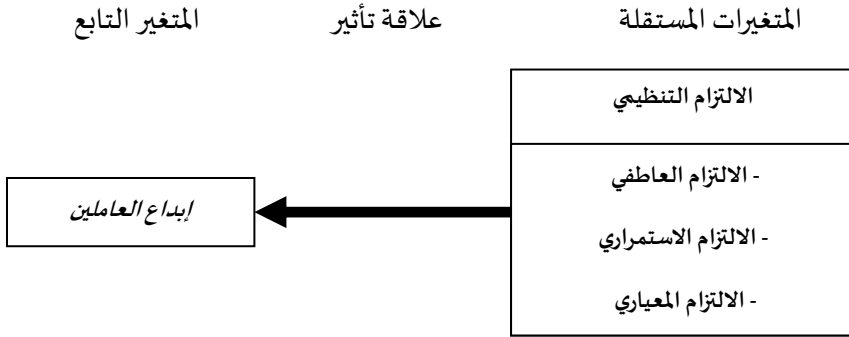 المتغيرات المستقلة علاقة تأثير المتغير التابع
الالتزام التنظيمي
- الالتزام العاطفي
- الالتزام الاستمراري
- الالتزام المعياري
إبداع العاملين